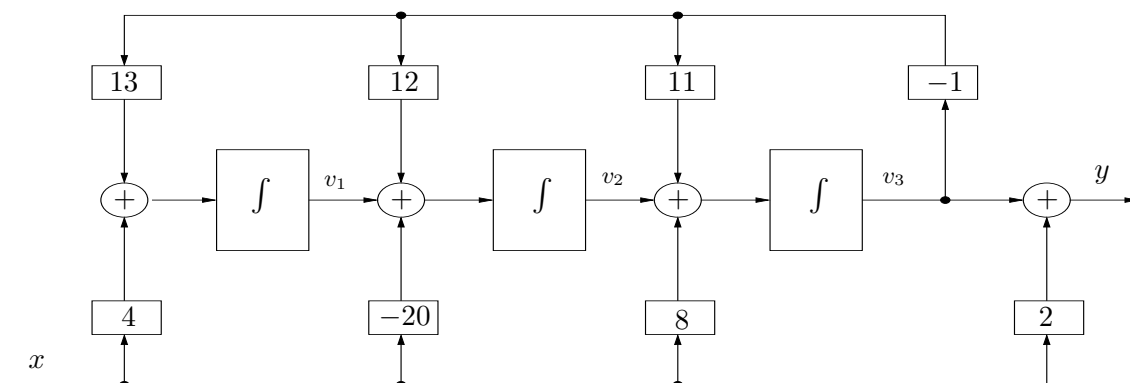 13 12 11 −1
+ ∫ v₁ + ∫ v₂ + ∫ v₃ + y
4 −20 8 2
x